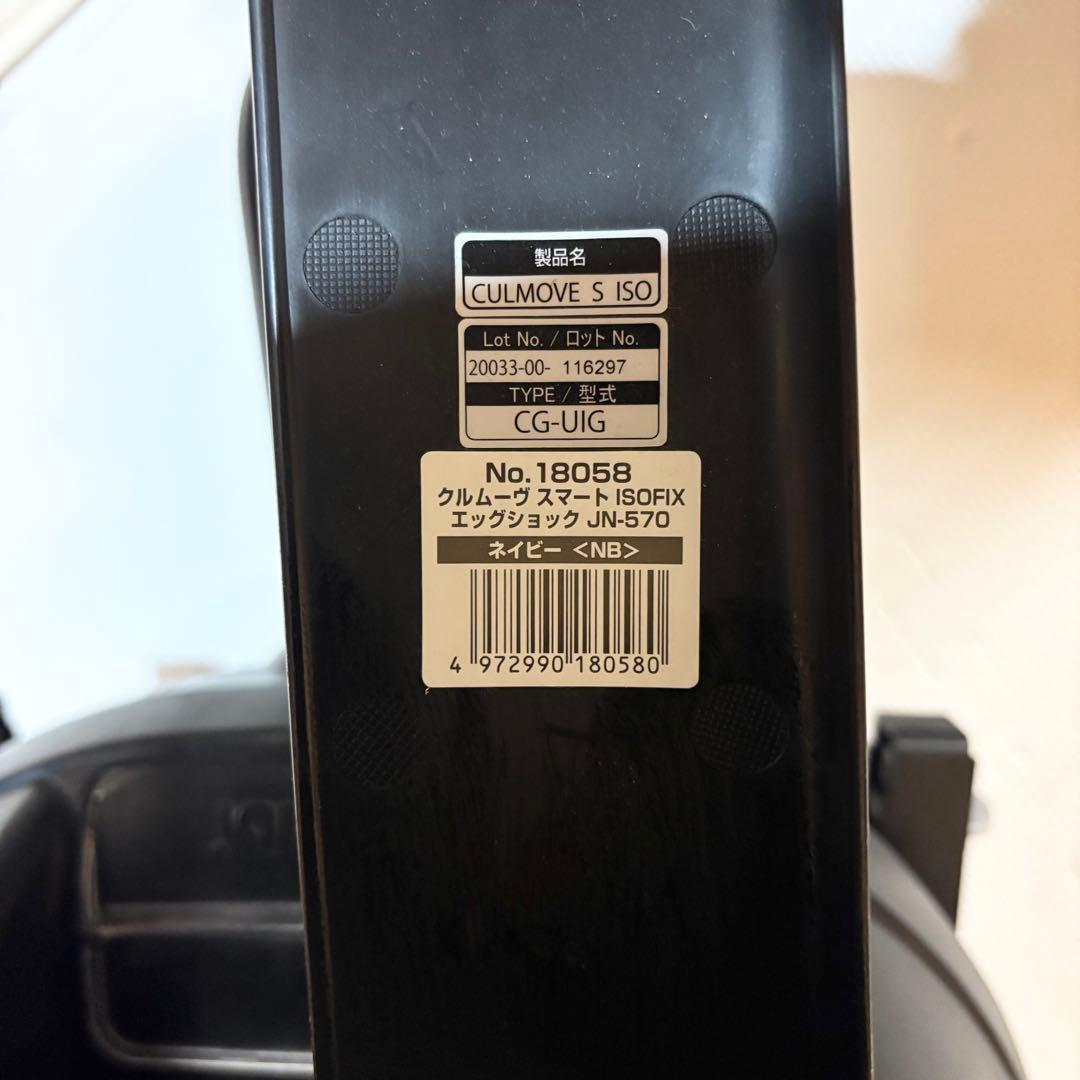 製品名
CULMOVE S ISO
Lot No. / ロット No.
20033-00- 116297
TYPE / 型式
CG-UIG
No.18058
クルムーヴ スマート ISOFIX
エッグショック JN-570
ネイビー <NB>
4 972990 180580